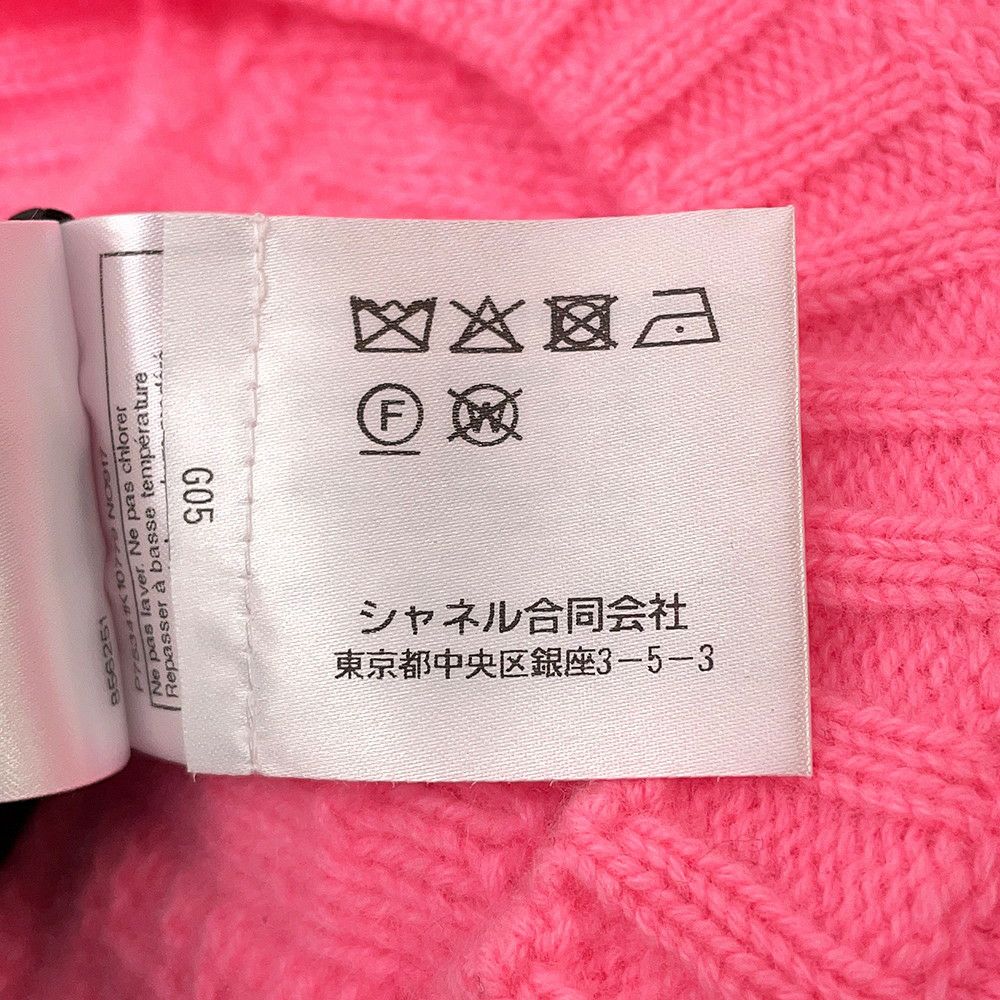 F W
シャネル合同会社
東京都中央区銀座3-5-3
G05
Ne pas laver. Ne pas chlorer
Repasser à basse température